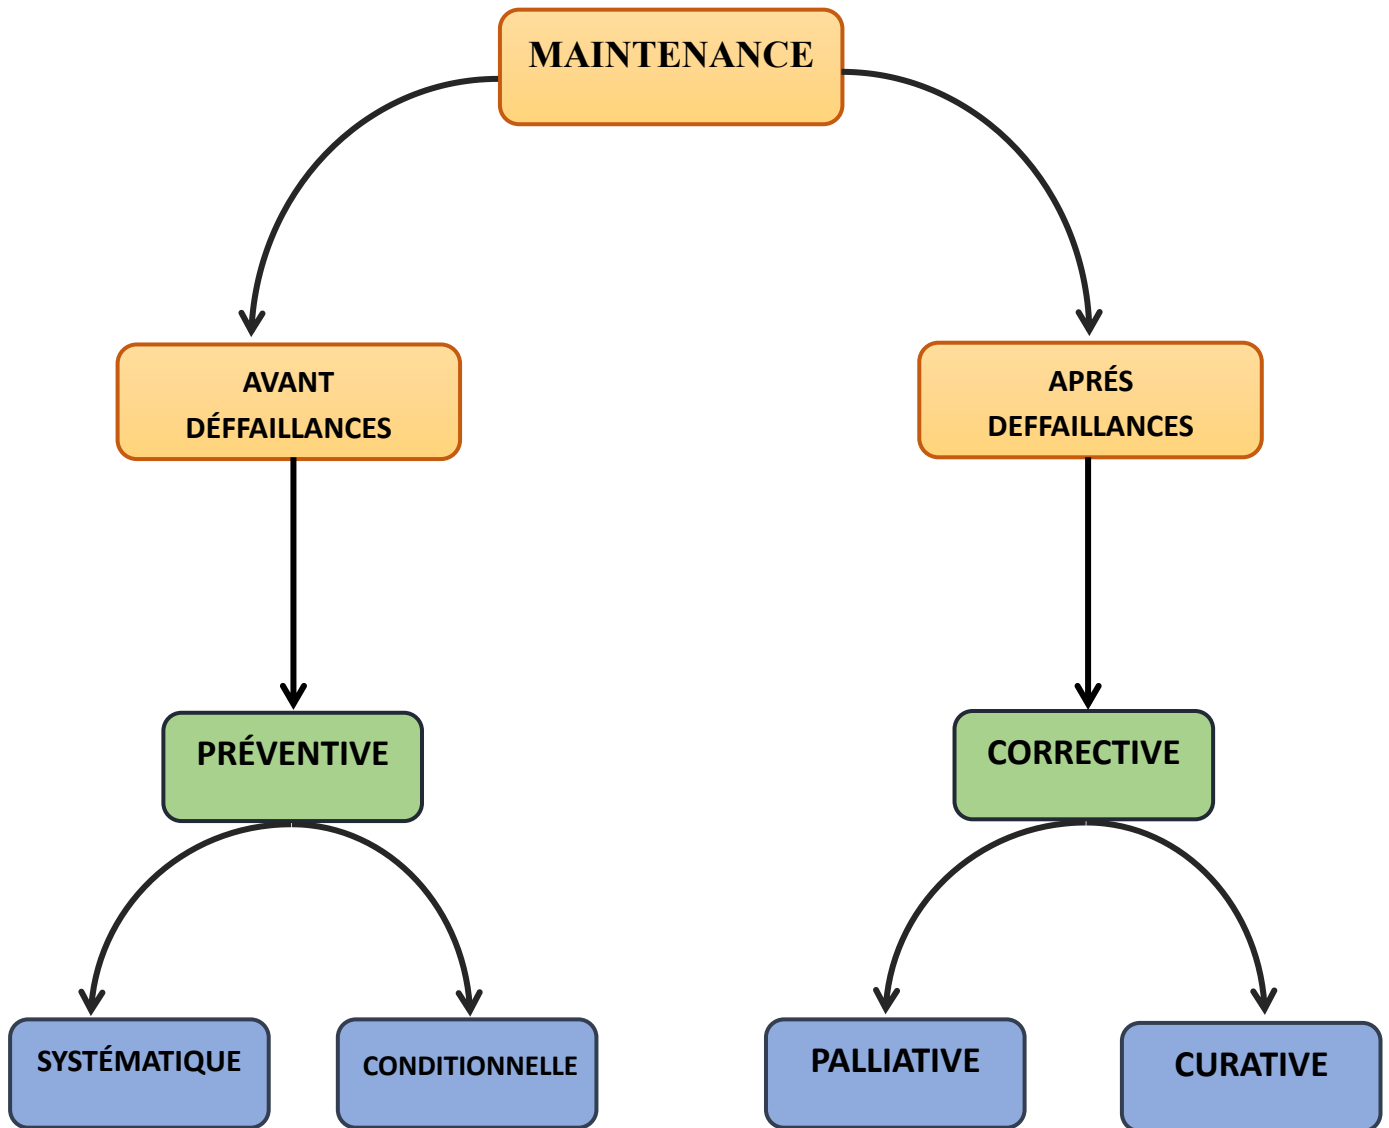 MAINTENANCE
AVANT
DÉFFAILLANCES
APRÉS
DEFFAILLANCES
PRÉVENTIVE
CORRECTIVE
SYSTÉMATIQUE
CONDITIONNELLE
PALLIATIVE
CURATIVE